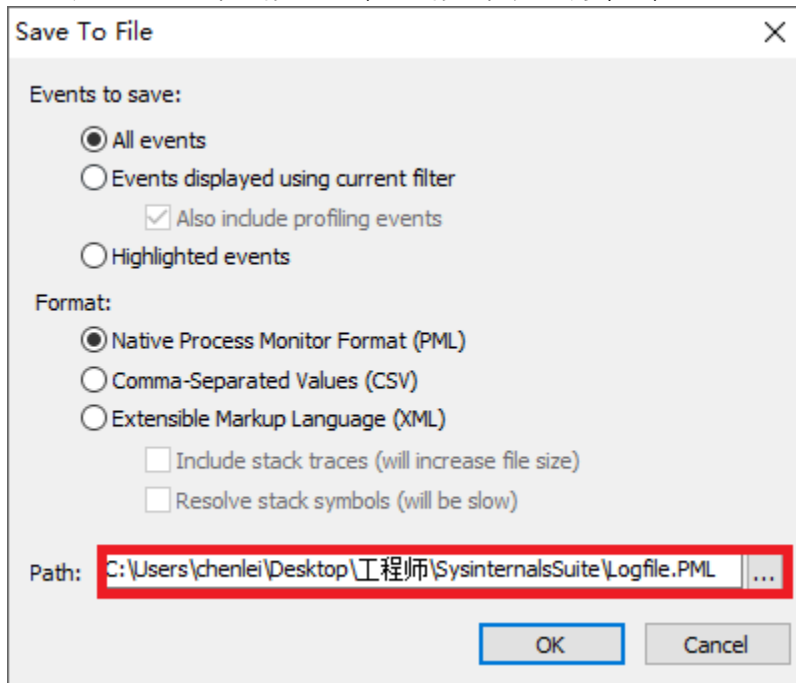 Save To File
Events to save:
All events
Events displayed using current filter
Also include profiling events
Highlighted events
Format:
Native Process Monitor Format (PML)
Comma-Separated Values (CSV)
Extensible Markup Language (XML)
Include stack traces (will increase file size)
Resolve stack symbols (will be slow)
Path: C:\Users\chenlei\Desktop\工程师\SysinternalsSuite\Logfile.PML ...
OK Cancel